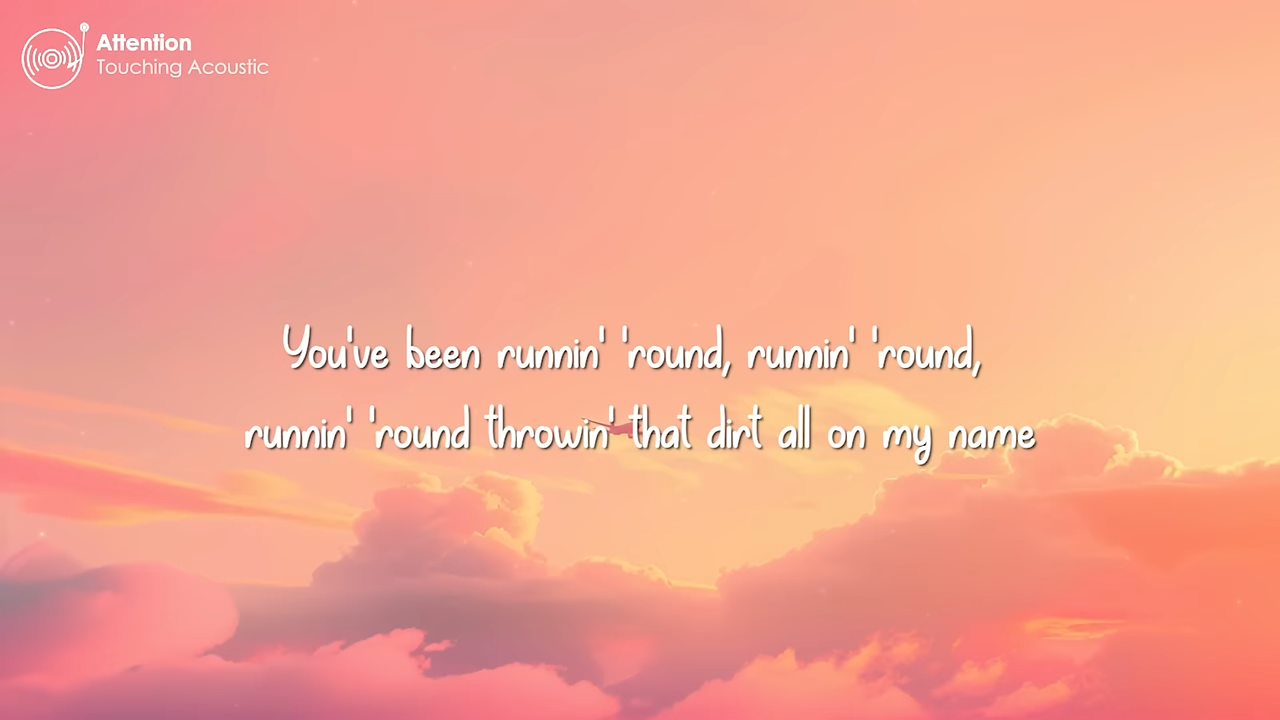 Attention
Touching Acoustic
You've been runnin' 'round, runnin' 'round,
runnin' 'round throwin' that dirt all on my name